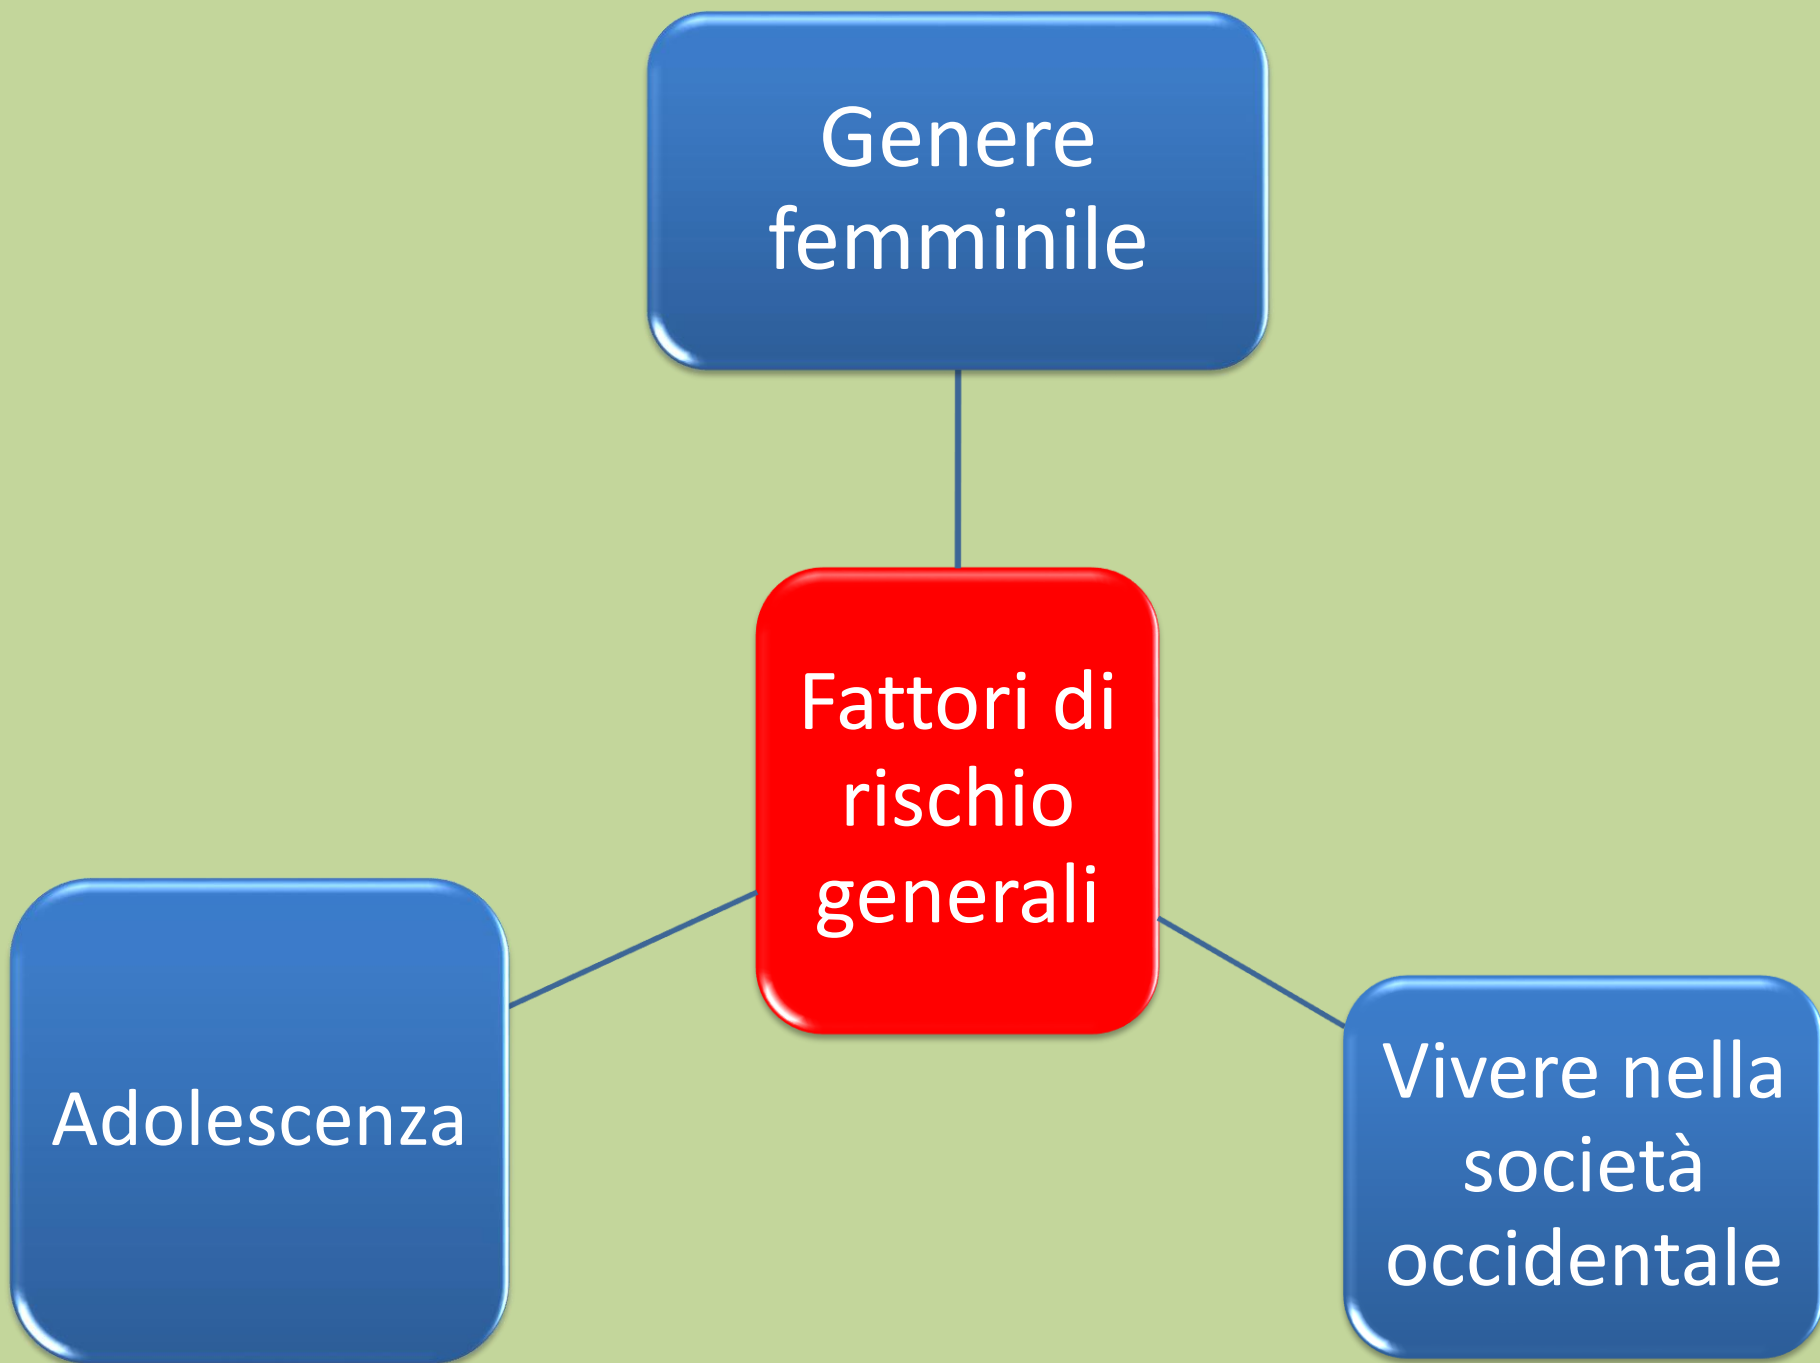 Genere
femminile
Fattori di
rischio
generali
Adolescenza
Vivere nella
società
occidentale